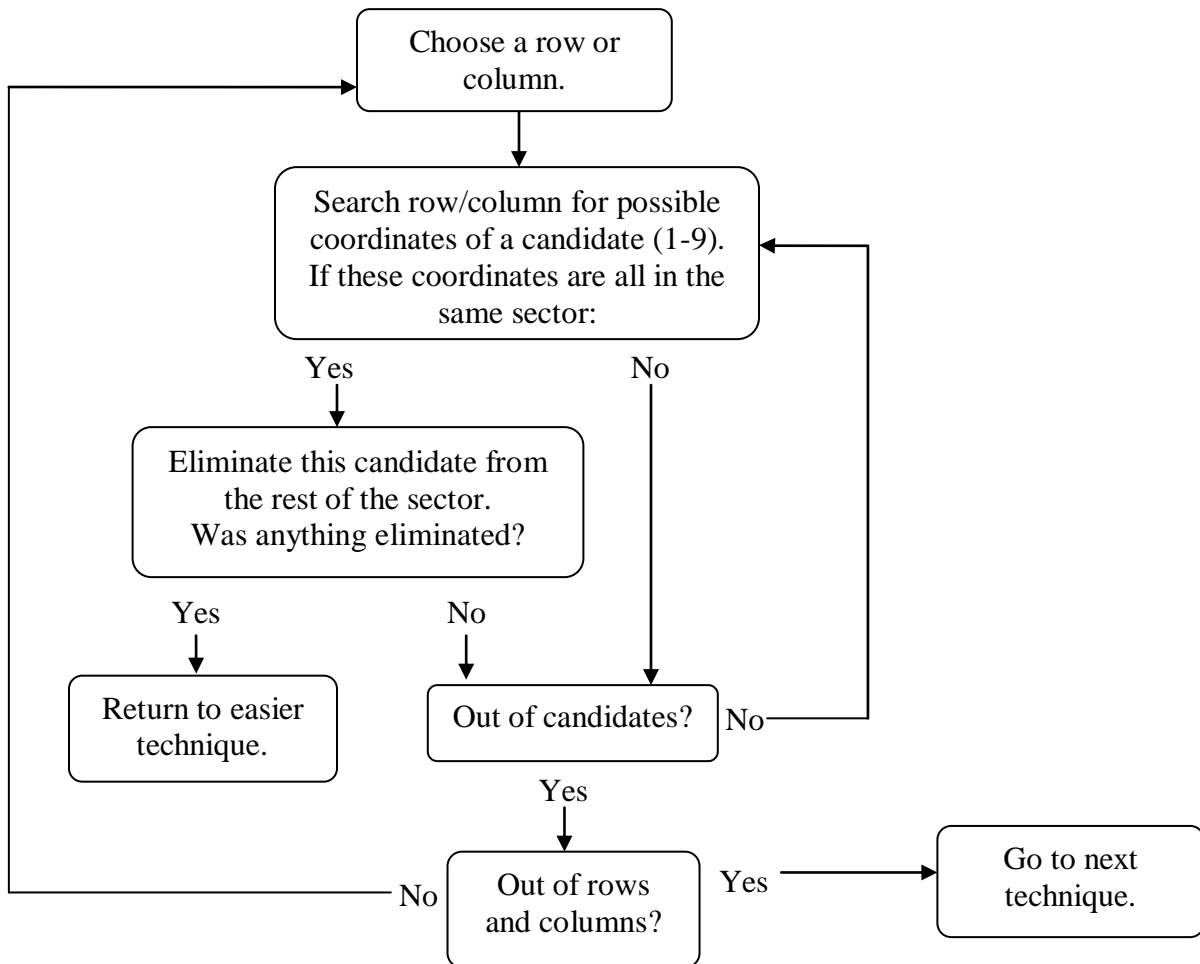 Choose a row or
column.
Search row/column for possible
coordinates of a candidate (1-9).
If these coordinates are all in the
same sector:
Yes
No
Eliminate this candidate from
the rest of the sector.
Was anything eliminated?
Yes
No
Return to easier
technique.
Out of candidates?
No
Yes
Out of rows
and columns?
No
Yes
Go to next
technique.